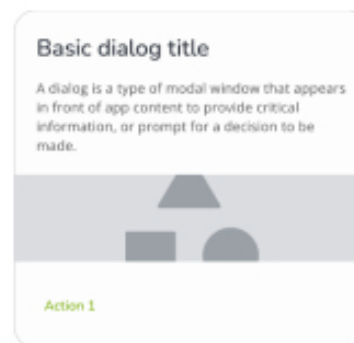 Basic dialog title
A dialog is a type of modal window that appears
in front of app content to provide critical
information, or prompt for a decision to be
made.
Action 1